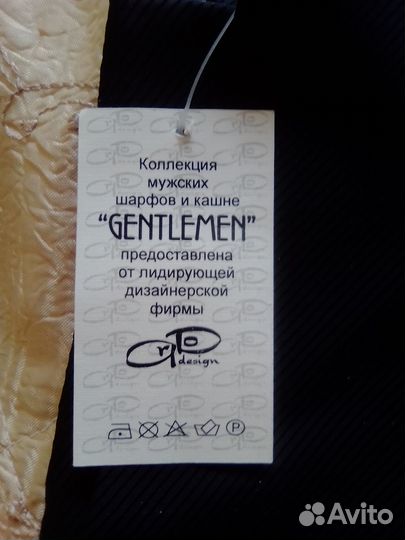 Коллекция
мужских
шарфов и кашне
“GENTLEMEN”
предоставлена
от лидирующей
дизайнерской
фирмы
design
P
Avito